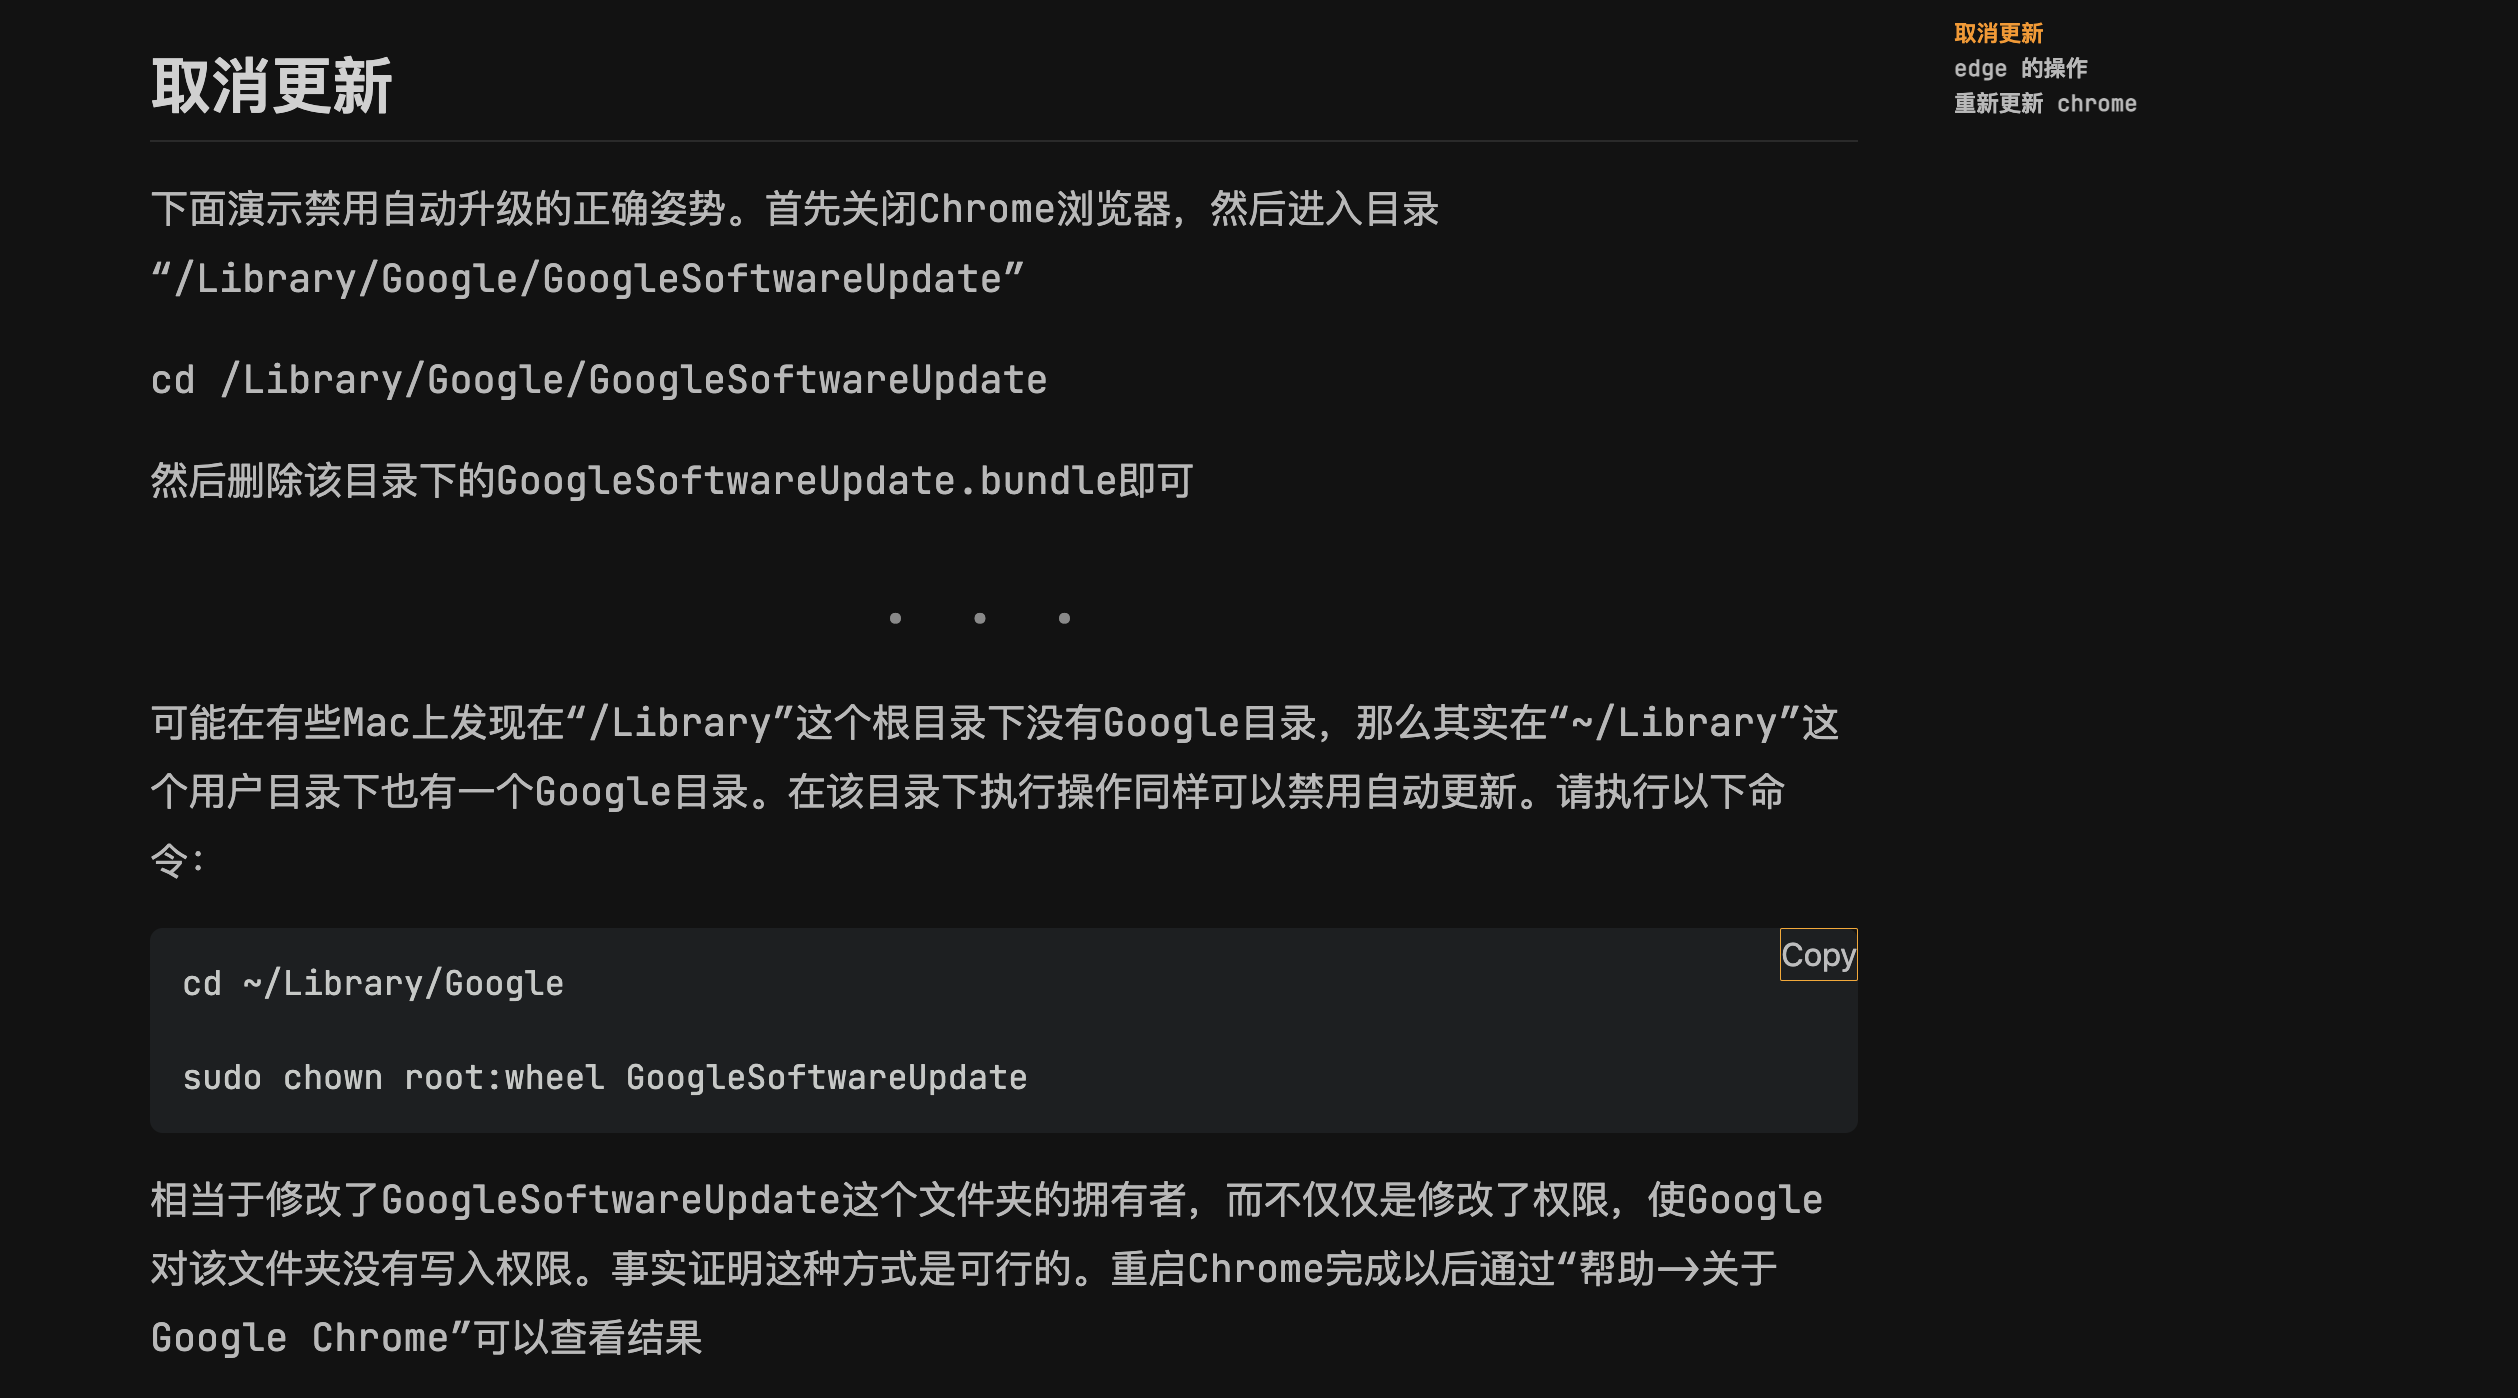 取消更新
下面演示禁用自动升级的正确姿势。首先关闭Chrome浏览器，然后进入目录
“/Library/Google/GoogleSoftwareUpdate”
cd /Library/Google/GoogleSoftwareUpdate
然后删除该目录下的GoogleSoftwareUpdate.bundle即可
可能在有些Mac上发现在“/Library”这个根目录下没有Google目录，那么其实在“~/Library”这
个用户目录下也有一个Google目录。在该目录下执行操作同样可以禁用自动更新。请执行以下命
令：
Copy
cd ~/Library/Google
sudo chown root:wheel GoogleSoftwareUpdate
相当于修改了GoogleSoftwareUpdate这个文件夹的拥有者，而不仅仅是修改了权限，使Google
对该文件夹没有写入权限。事实证明这种方式是可行的。重启Chrome完成以后通过“帮助—>关于
Google Chrome”可以查看结果
取消更新
edge 的操作
重新更新 chrome